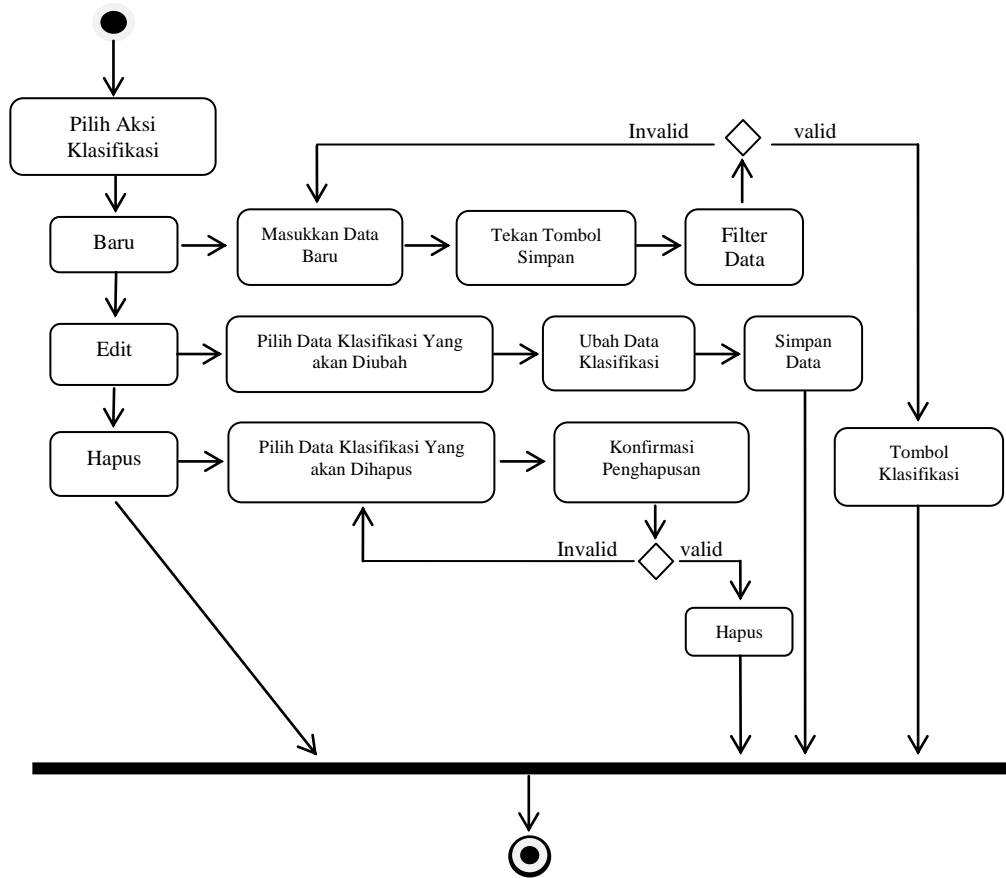 Pilih Aksi
Klasifikasi
Invalid
valid
Baru
Masukkan Data
Baru
Tekan Tombol
Simpan
Filter
Data
Edit
Pilih Data Klasifikasi Yang
akan Diubah
Ubah Data
Klasifikasi
Simpan
Data
Hapus
Pilih Data Klasifikasi Yang
akan Dihapus
Konfirmasi
Penghapusan
Tombol
Klasifikasi
Invalid
valid
Hapus